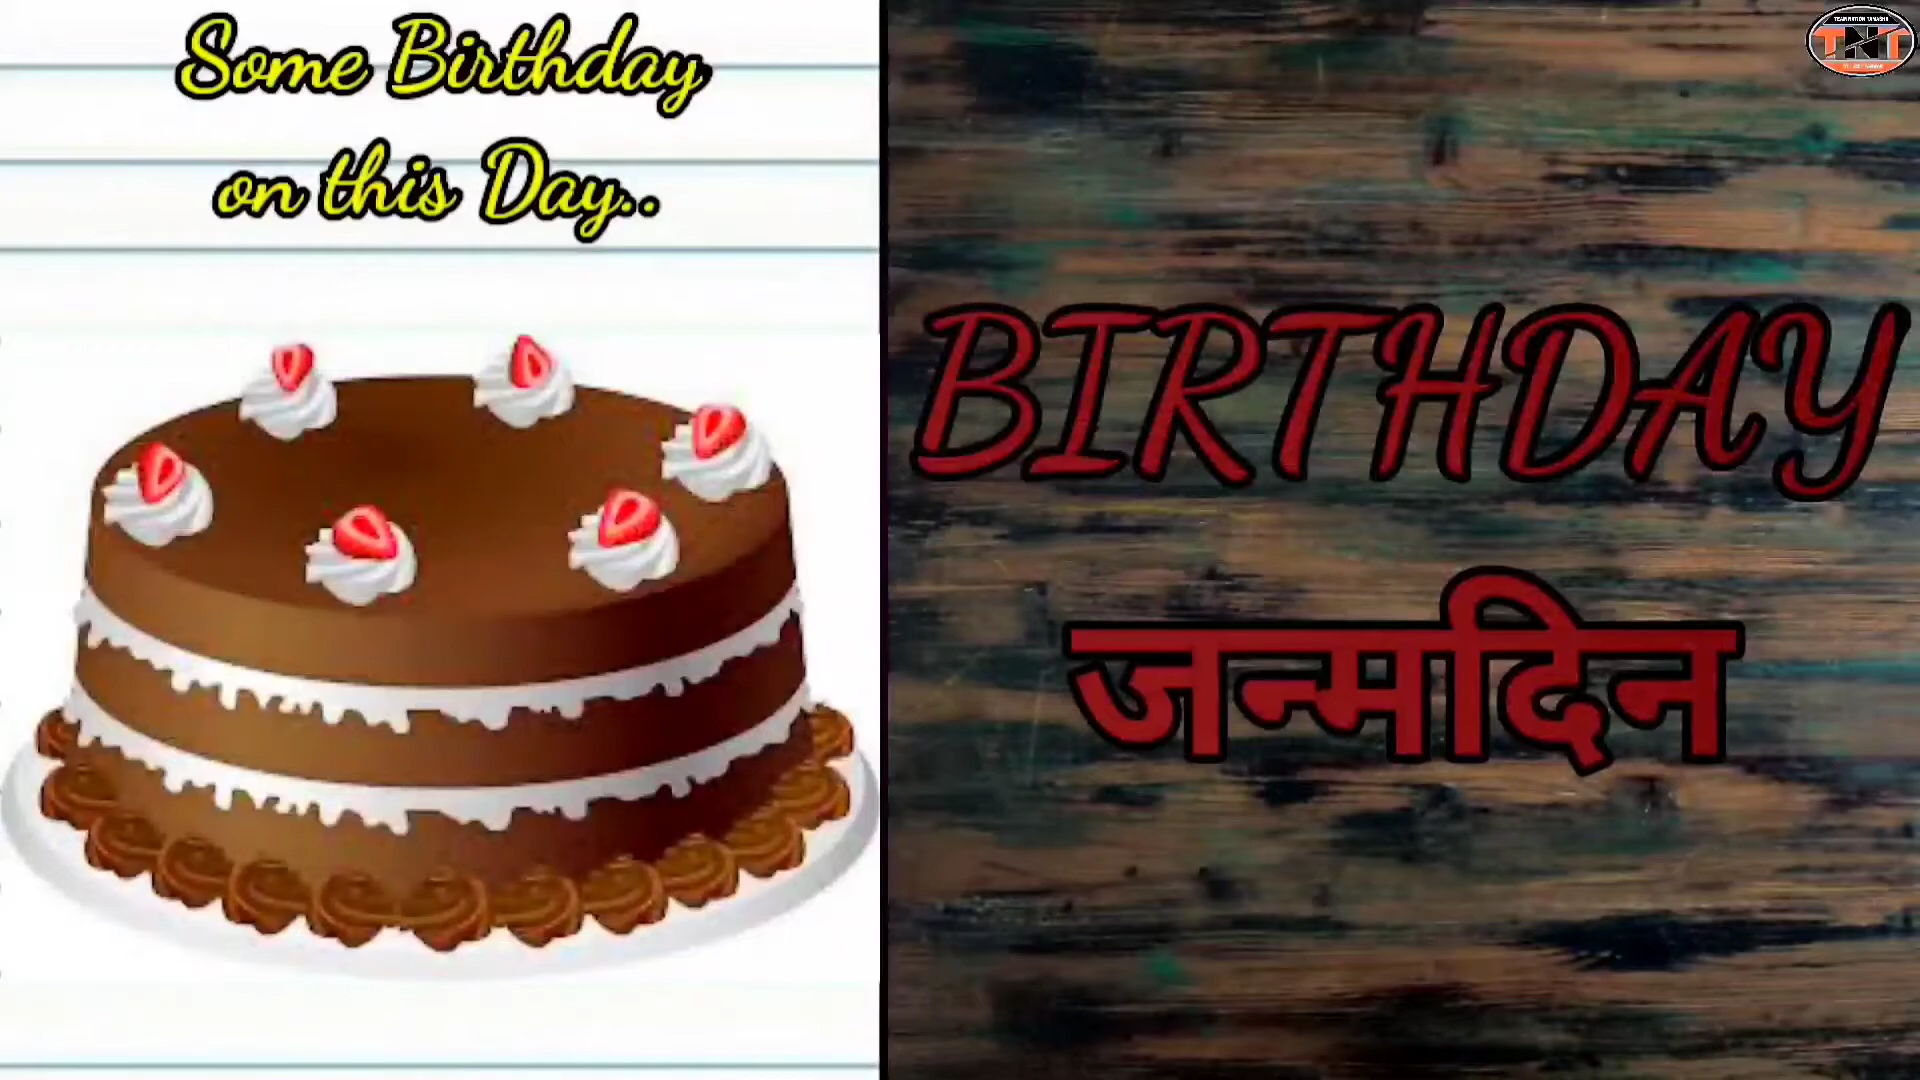 Some Birthday
on this Day..
BIRTHDAY
जन्मदिन
TNT